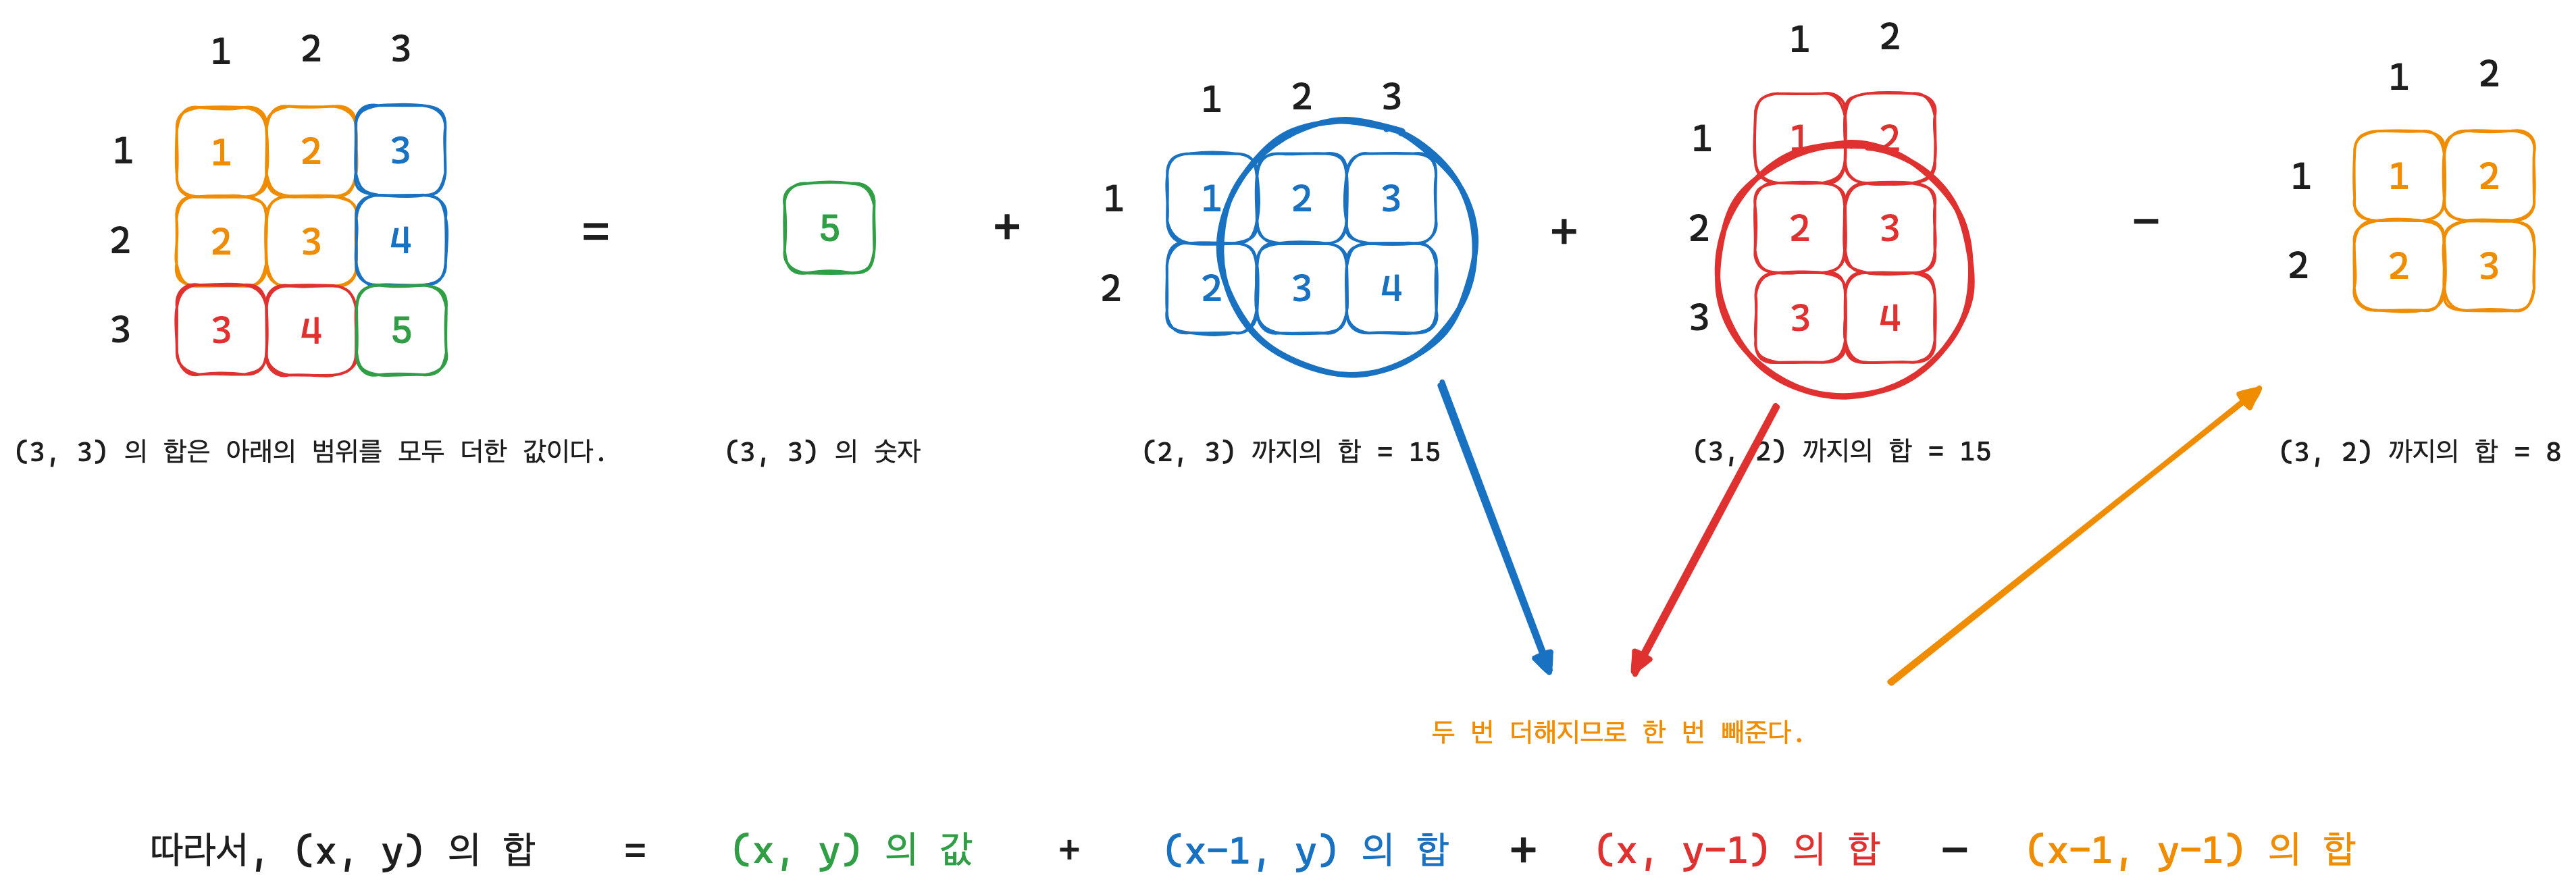 1 2 3
1 1 2 3
2 2 3 4
3 3 4 5
=
5
+
1 2 3
1 1 2 3
2 2 3 4
+
1 2
1 1 2
2 2 3
3 3 4
-
1 2
1 1 2
2 2 3
(3, 3) 의 합은 아래의 범위를 모두 더한 값이다.
(3, 3) 의 숫자
(2, 3) 까지의 합 = 15
(3, 2) 까지의 합 = 15
(3, 2) 까지의 합 = 8
두 번 더해지므로 한 번 빼준다.
따라서, (x, y) 의 합 = (x, y) 의 값 + (x-1, y) 의 합 + (x, y-1) 의 합 - (x-1, y-1) 의 합